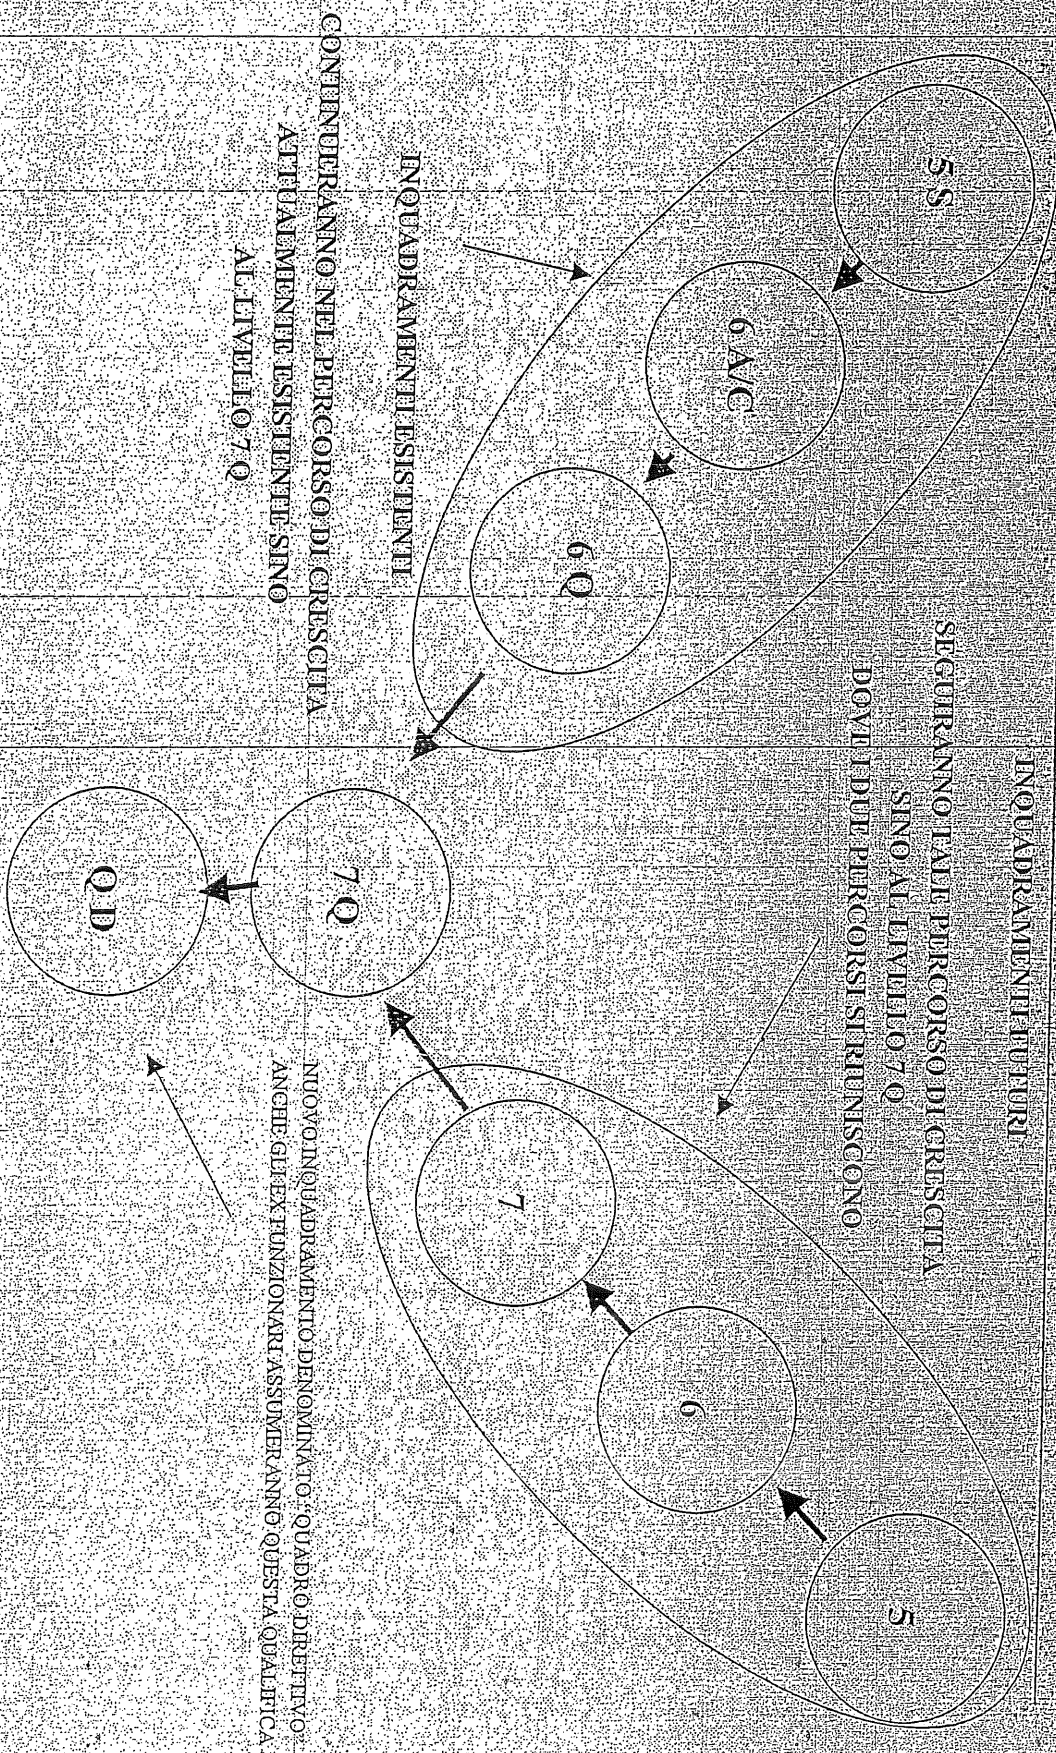 INQUADRAMENTI FUTURI
SEGUIRANNO TALE PERCORSO DI CRESCITA
SINO AL LIVELLO 7 Q
DOVE I DUE PERCORSI SI RIUNISCONO
5 S
5
6 A/C
6
6 Q
7
INQUADRAMENTI ESISTENTI
CONTINUERANNO NEL PERCORSO DI CRESCITA
ATTUALMENTE ESISTENTE SINO
AL LIVELLO 7 Q
7 Q
NUOVO INQUADRAMENTO DENOMINATO “QUADRO DIRETTIVO”
ANCHE GLI EX FUNZIONARI ASSUMERANNO QUESTA QUALIFICA
Q D